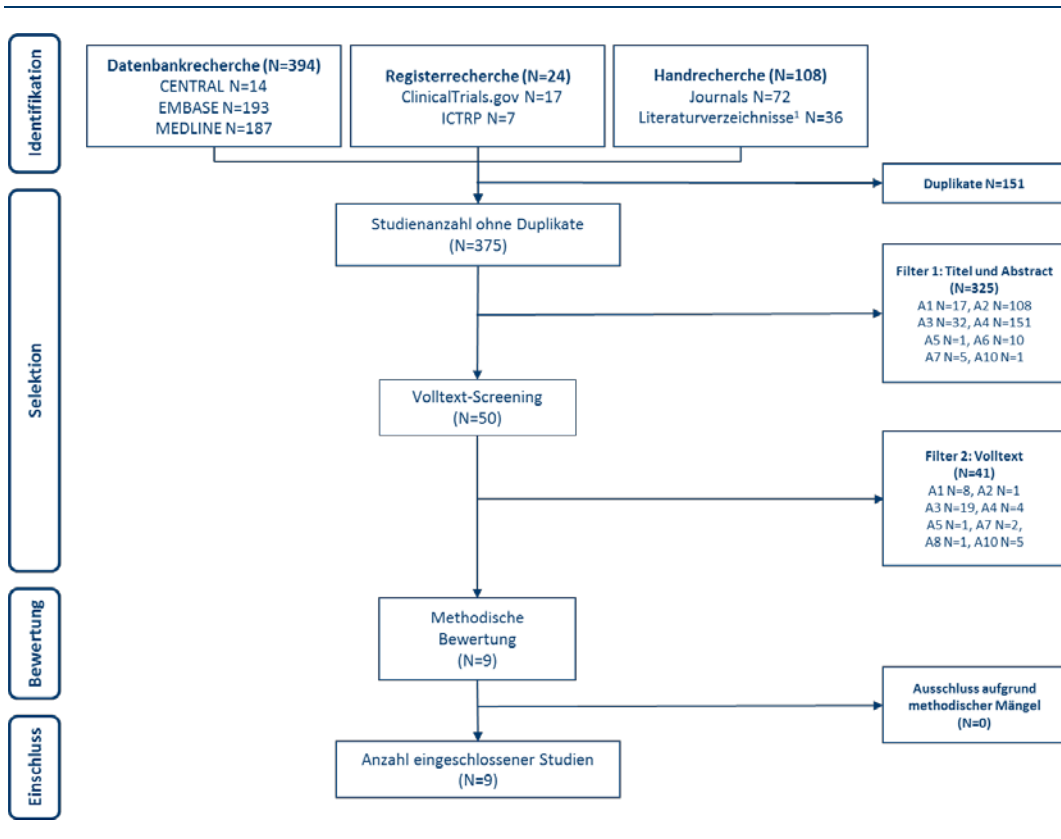 Identifikation
Datenbankrecherche (N=394)
CENTRAL N=14
EMBASE N=193
MEDLINE N=187
Registerrecherche (N=24)
ClinicalTrials.gov N=17
ICTRP N=7
Handrecherche (N=108)
Journals N=72
Literaturverzeichnisse¹ N=36
Duplikate N=151
Selektion
Studienanzahl ohne Duplikate
(N=375)
Filter 1: Titel und Abstract
(N=325)
A1 N=17, A2 N=108
A3 N=32, A4 N=151
A5 N=1, A6 N=10
A7 N=5, A10 N=1
Volltext-Screening
(N=50)
Filter 2: Volltext
(N=41)
A1 N=8, A2 N=1
A3 N=19, A4 N=4
A5 N=1, A7 N=2,
A8 N=1, A10 N=5
Bewertung
Methodische
Bewertung
(N=9)
Ausschluss aufgrund
methodischer Mängel
(N=0)
Einschluss
Anzahl eingeschlossener Studien
(N=9)